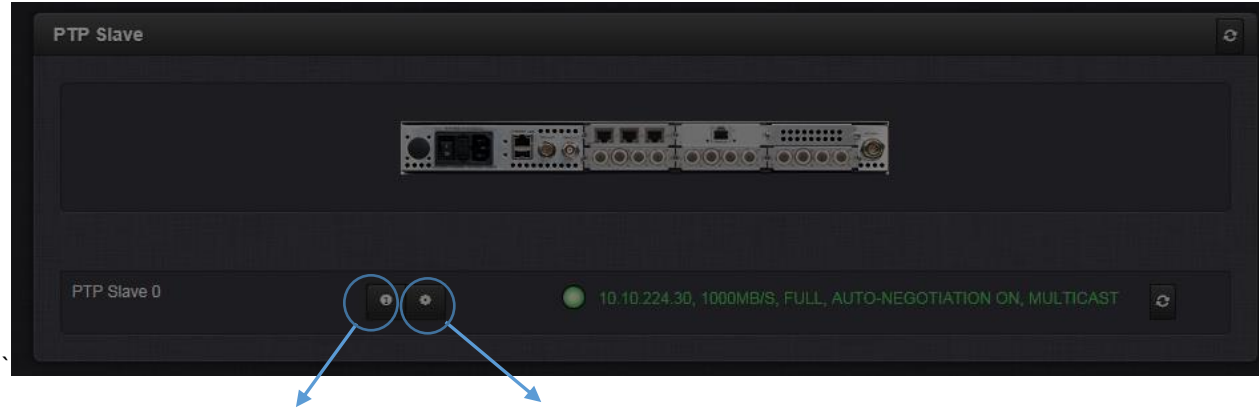 PTP Slave
PTP Slave 0
10.10.224.30, 1000MB/S, FULL, AUTO-NEGOTIATION ON, MULTICAST
`